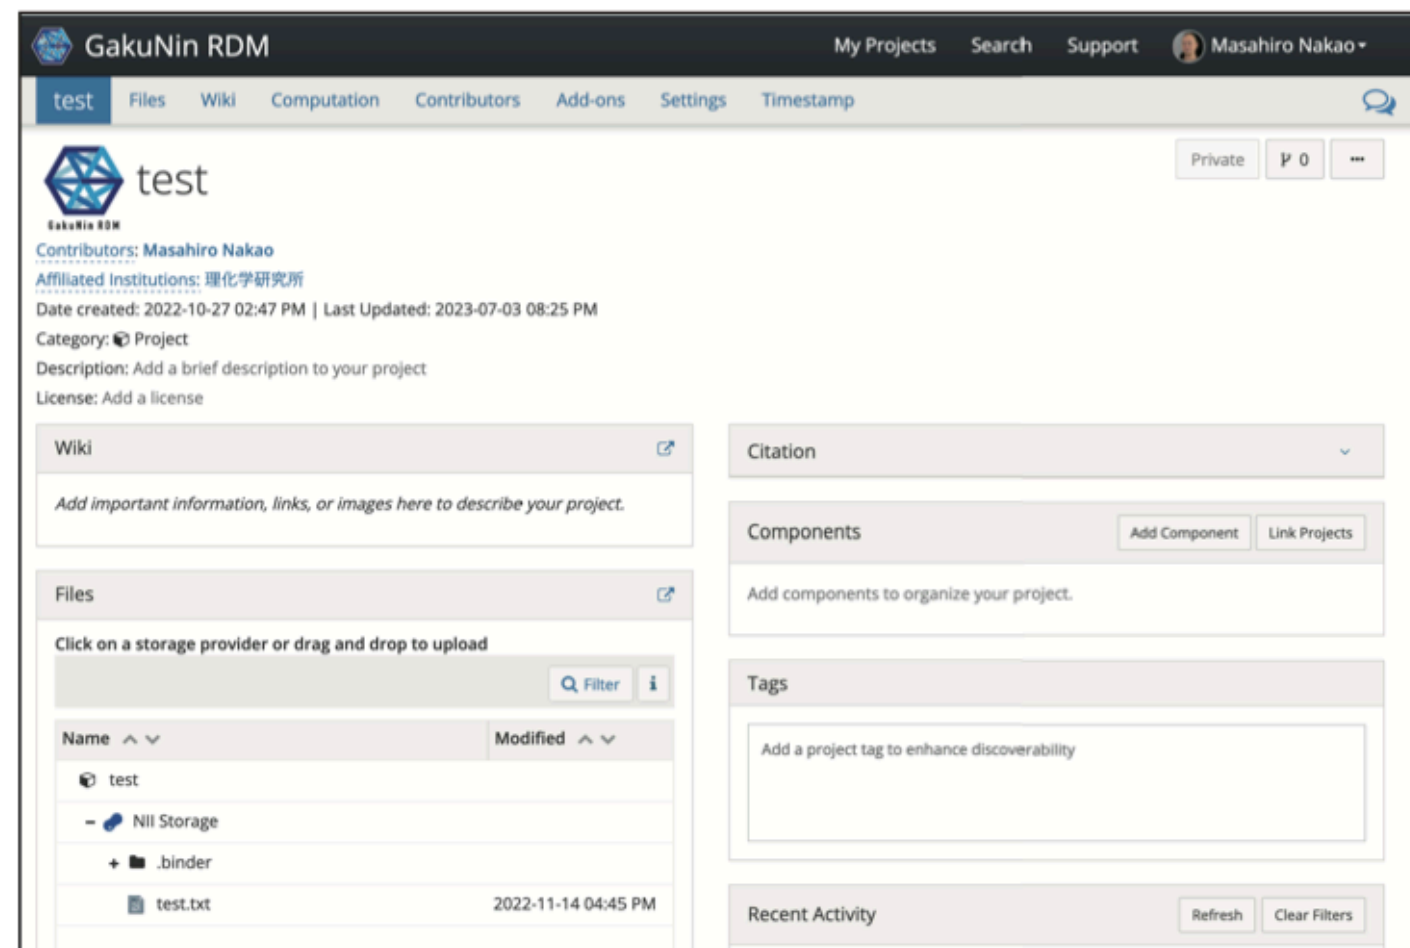 GakuNin RDM
My Projects Search Support Masahiro Nakao
test Files Wiki Computation Contributors Add-ons Settings Timestamp
test
Private 0 ...
GakuNin RDM
Contributors: Masahiro Nakao
Affiliated Institutions: 理化学研究所
Date created: 2022-10-27 02:47 PM | Last Updated: 2023-07-03 08:25 PM
Category: Project
Description: Add a brief description to your project
License: Add a license
Wiki
Add important information, links, or images here to describe your project.
Files
Click on a storage provider or drag and drop to upload
Filter i
Name Modified
test
− NII Storage
+ .binder
test.txt 2022-11-14 04:45 PM
Citation
Components Add Component Link Projects
Add components to organize your project.
Tags
Add a project tag to enhance discoverability
Recent Activity Refresh Clear Filters